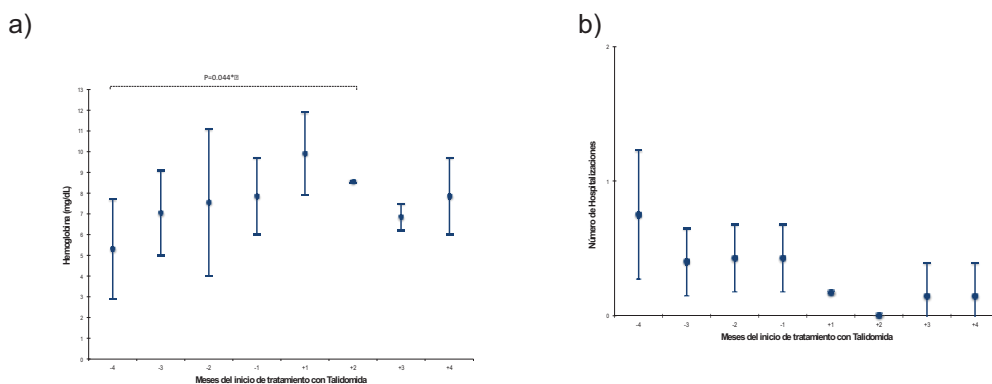 a)
P=0.044*
13
12
11
10
9
8
7
6
5
4
3
2
1
0
Hemoglobina (mg/dL)
-4 -3 -2 -1 +1 +2 +3 +4
Meses del inicio de tratamiento con Talidomida
b)
2
1
0
Número de Hospitalizaciones
-4 -3 -2 -1 +1 +2 +3 +4
Meses del inicio de tratamiento con Talidomida